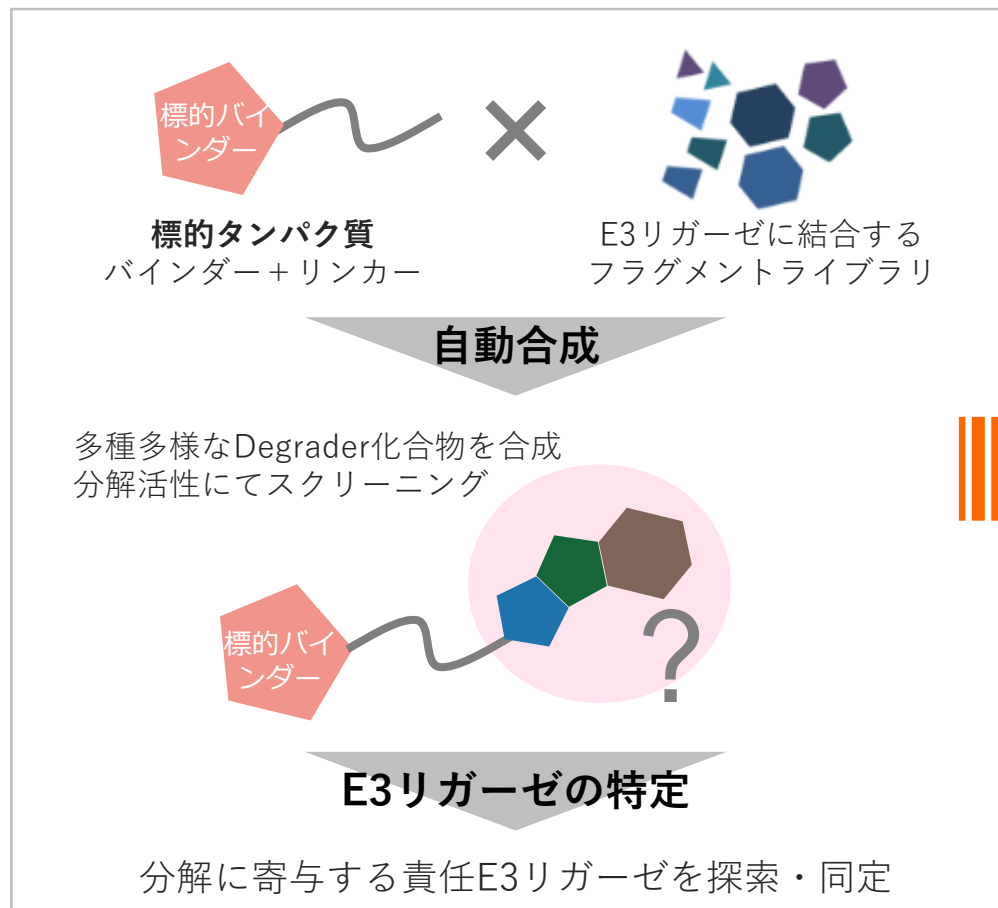 標的バイ
ンダー
標的タンパク質
バインダー＋リンカー
E3リガーゼに結合する
フラグメントライブラリ
自動合成
多種多様なDegrader化合物を合成
分解活性にてスクリーニング
標的バイ
ンダー
?
E3リガーゼの特定
分解に寄与する責任E3リガーゼを探索・同定